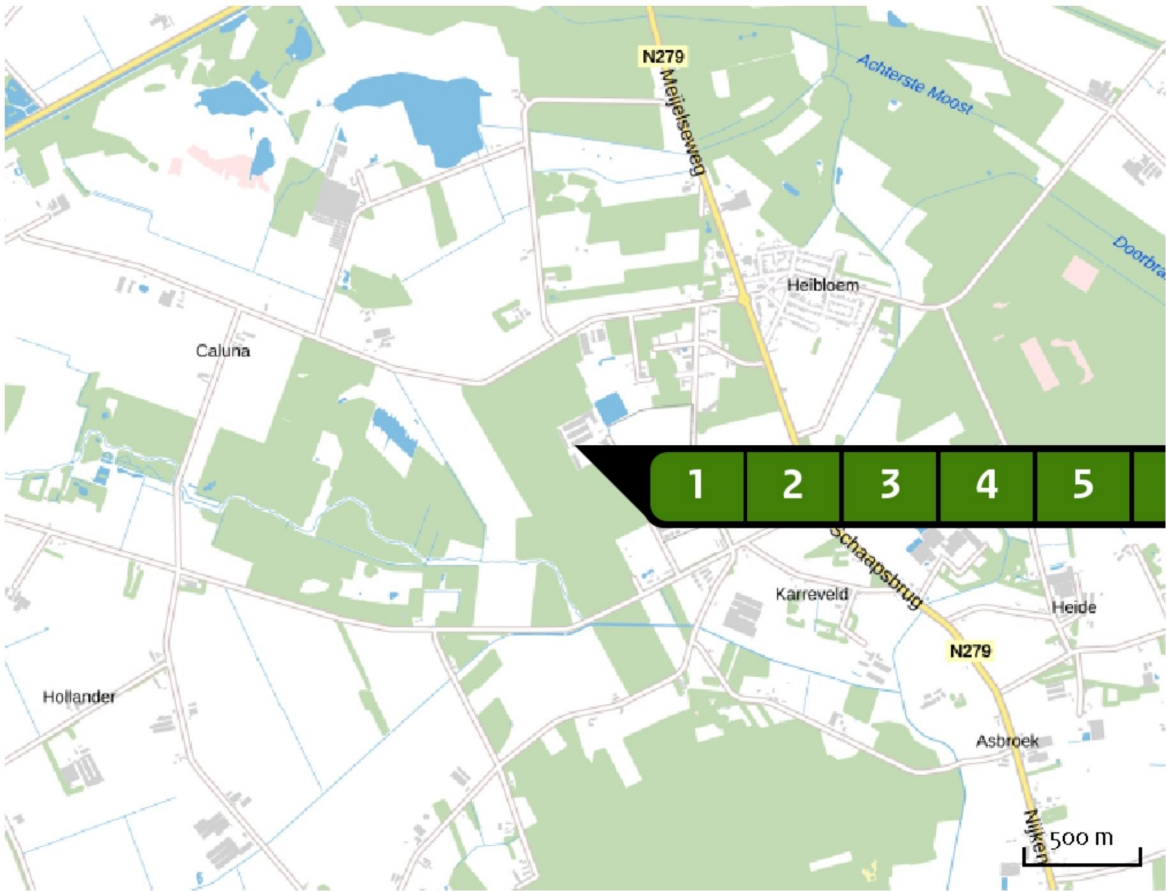 N279
Meijelseweg
Achterste Moost
Doorbra
Heibloem
Caluna
1 2 3 4 5
Schaapsbrug
Karreveld
Heide
N279
Hollander
Asbroek
Nijken
500 m